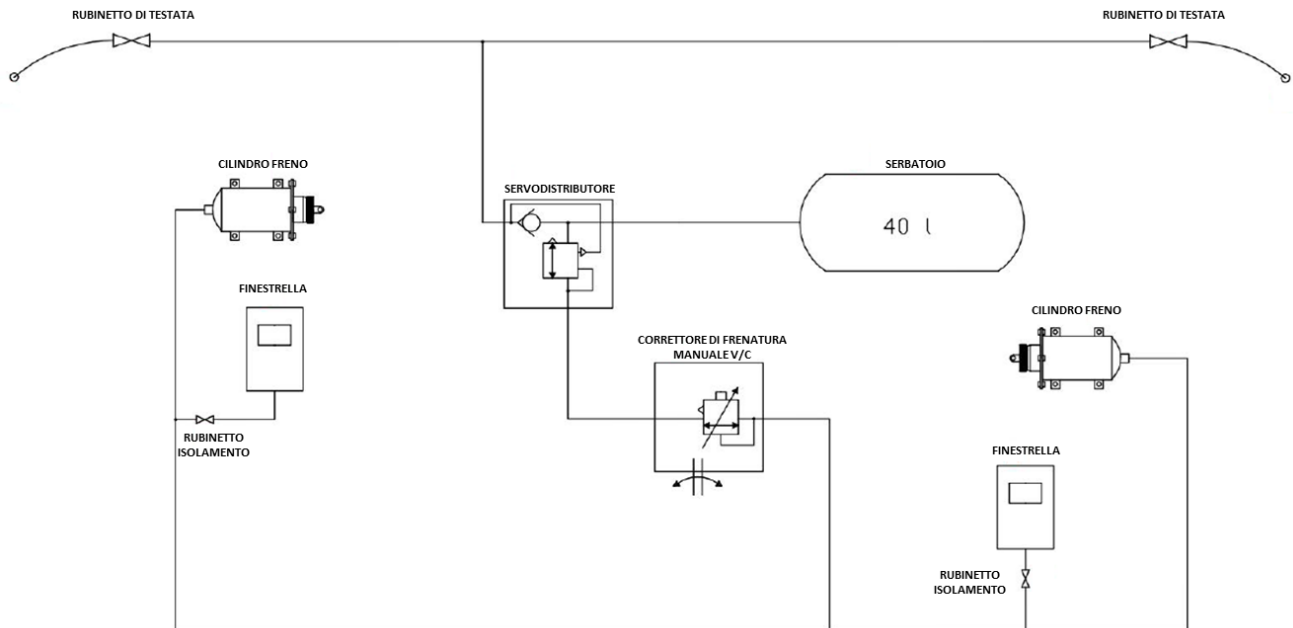 RUBINETTO DI TESTATA
RUBINETTO DI TESTATA
CILINDRO FRENO
SERBATOIO
SERVODISTRIBUTORE
40 l
FINESTRELLA
CILINDRO FRENO
CORRETTORE DI FRENATURA
MANUALE V/C
RUBINETTO
ISOLAMENTO
FINESTRELLA
RUBINETTO
ISOLAMENTO